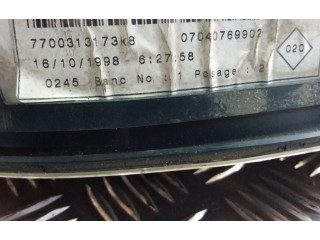 7700313173k8 07040769902
16/10/1998 6:27:58 020
0245 Banc No : 1 Posage : 2